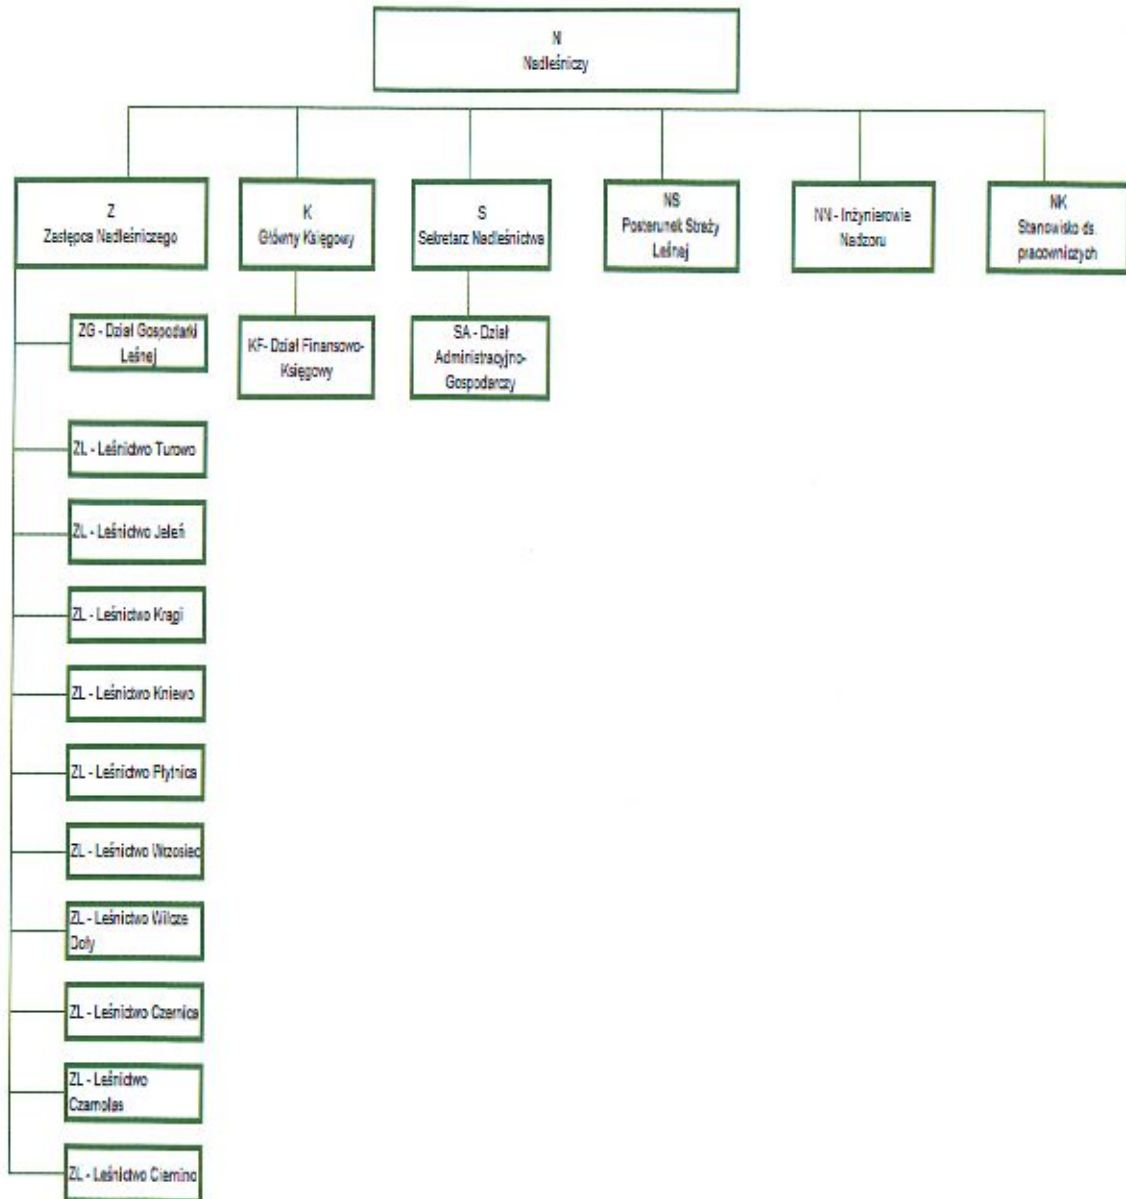 N
Nadleśniczy
Z
Zastępca Nadleśniczego
K
Główny Księgowy
S
Sekretarz Nadleśnictwa
NS
Posterunek Straży
Leśnej
NN - Inżynierowie
Nadzoru
NK
Stanowisko ds.
pracowniczych
ZG - Dział Gospodarki
Leśnej
KF- Dział Finansowo-
Księgowy
SA - Dział
Administracyjno-
Gospodarczy
ZL - Leśnictwo Turowo
ZL - Leśnictwo Jeleń
ZL - Leśnictwo Krągi
ZL - Leśnictwo Kniewo
ZL - Leśnictwo Płytnica
ZL - Leśnictwo Wrzosiec
ZL - Leśnictwo Wilcze
Doły
ZL - Leśnictwo Czernica
ZL - Leśnictwo
Czarnolas
ZL - Leśnictwo Ciemino